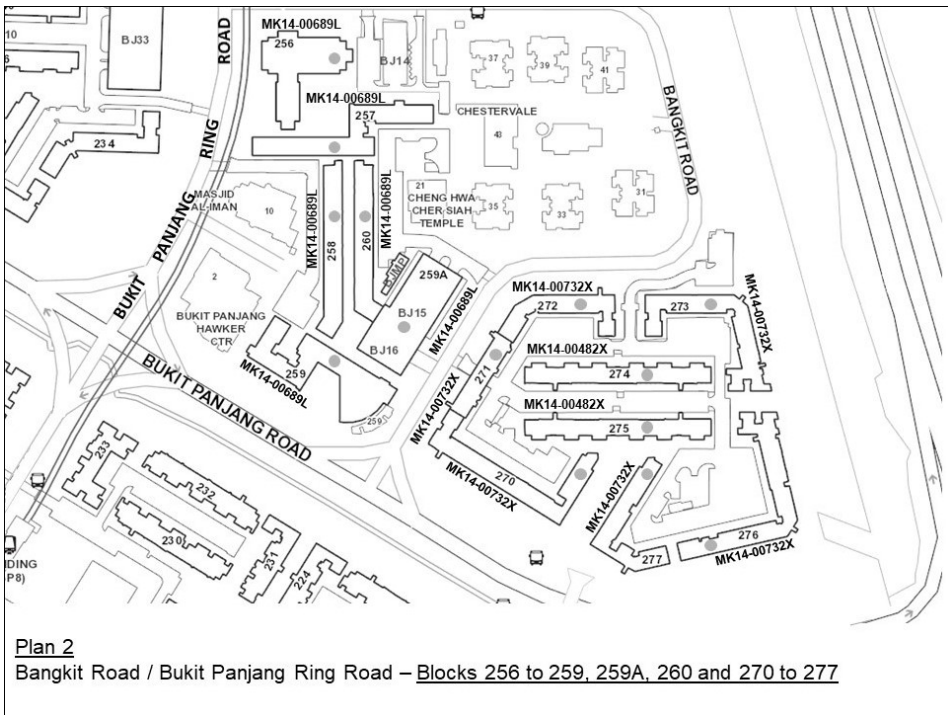 MK14-00689L
256
BJ33
10
6
BJ14
37
39
41
ROAD
RING
PANJANG
BUKIT
MK14-00689L
257
CHESTERVALE
43
BANGKIT ROAD
234
MASJID
AL-IMAN
10
MK14-00689L
258
260
MK14-00689L
21
CHENG HWA
CHER SIAH
TEMPLE
35
33
31
2
BUKIT PANJANG
HAWKER
CTR
BJMP
259A
BJ15
BJ16
MK14-00689L
MK14-00732X
272
273
MK14-00732X
259
MK14-00689L
259
271
MK14-00732X
MK14-00482X
274
MK14-00482X
275
BUKIT PANJANG ROAD
270
MK14-00732X
MK14-00732X
277
276
MK14-00732X
233
232
230
231
224
NDING
P8)
Plan 2
Bangkit Road / Bukit Panjang Ring Road – Blocks 256 to 259, 259A, 260 and 270 to 277